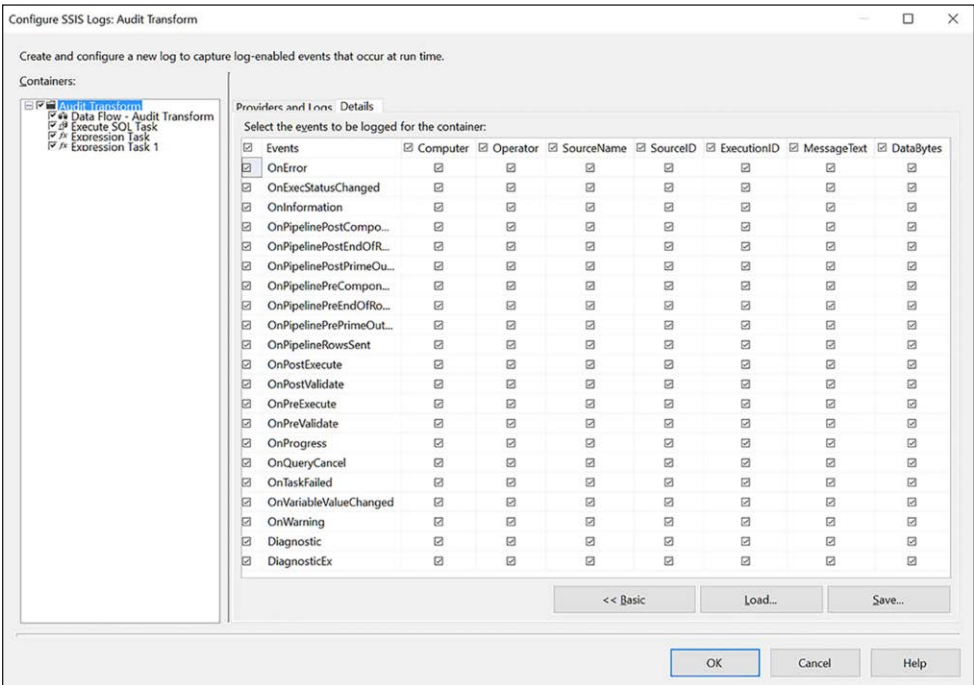 Configure SSIS Logs: Audit Transform
Create and configure a new log to capture log-enabled events that occur at run time.
Containers:
Audit Transform
Data Flow - Audit Transform
Execute SQL Task
Expression Task
Expression Task 1
Providers and Logs Details
Select the events to be logged for the container:
Events Computer Operator SourceName SourceID ExecutionID MessageText DataBytes
OnError
OnExecStatusChanged
OnInformation
OnPipelinePostCompo...
OnPipelinePostEndOfR...
OnPipelinePostPrimeOu...
OnPipelinePreCompon...
OnPipelinePreEndOfRo...
OnPipelinePrePrimeOut...
OnPipelineRowsSent
OnPostExecute
OnPostValidate
OnPreExecute
OnPreValidate
OnProgress
OnQueryCancel
OnTaskFailed
OnVariableValueChanged
OnWarning
Diagnostic
DiagnosticEx
<< Basic Load... Save...
OK Cancel Help